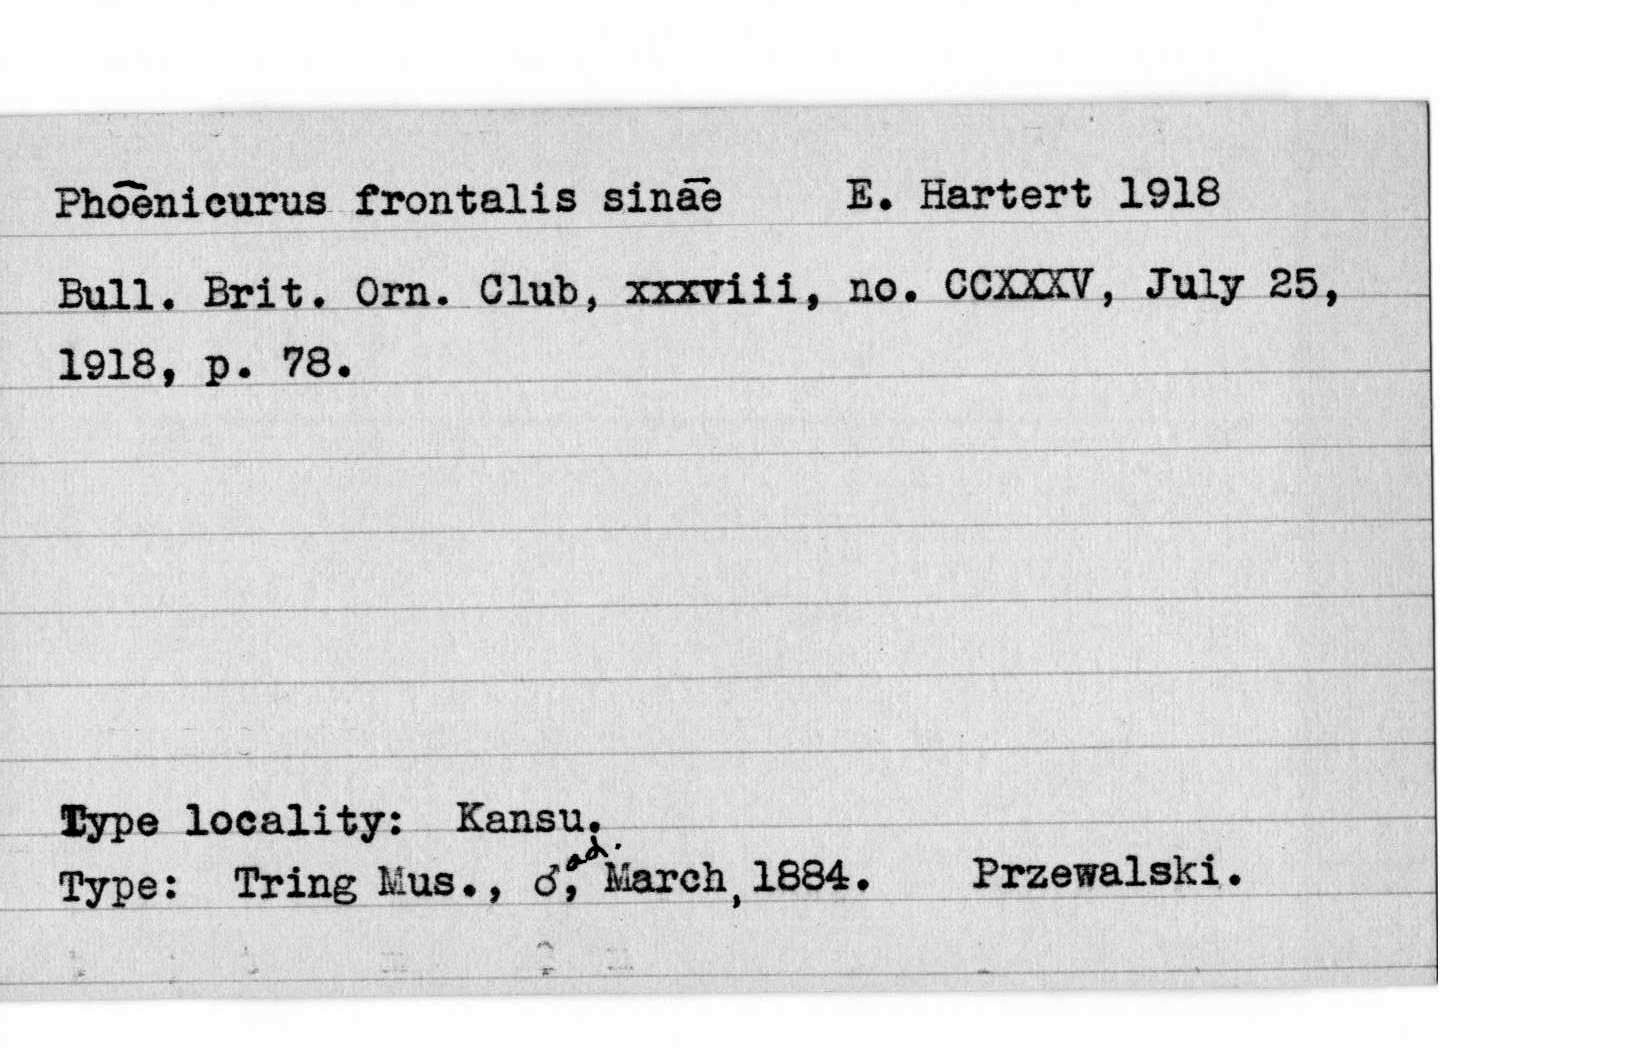 Phoenicurus frontalis sinae E. Hartert 1918
Bull. Brit. Orn. Club, xxxviii, no. CCXXXV, July 25,
1918, p. 78.
Type locality: Kansu.
Type: Tring Mus., ♂, ad. March, 1884. Przewalski.